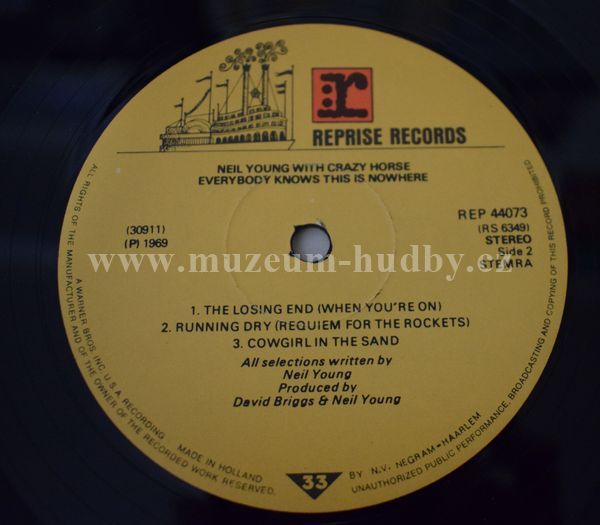 r
REPRISE RECORDS
NEIL YOUNG WITH CRAZY HORSE
EVERYBODY KNOWS THIS IS NOWHERE
(30911)
(P) 1969
REP 44073
(RS 6349)
STEREO
Side 2
STEMRA
www.muzeum-hudby.cz
1. THE LOSING END (WHEN YOU'RE ON)
2. RUNNING DRY (REQUIEM FOR THE ROCKETS)
3. COWGIRL IN THE SAND
All selections written by
Neil Young
Produced by
David Briggs & Neil Young
ALL RIGHTS OF THE MANUFACTURER AND OF THE OWNER OF THE RECORDED WORK RESERVED.
A WARNER BROS. INC. U.S.A. RECORDING
MADE IN HOLLAND
33
BY N.V. NEGRAM-HAARLEM
UNAUTHORIZED PUBLIC PERFORMANCE, BROADCASTING AND COPYING OF THIS RECORD PROHIBITED